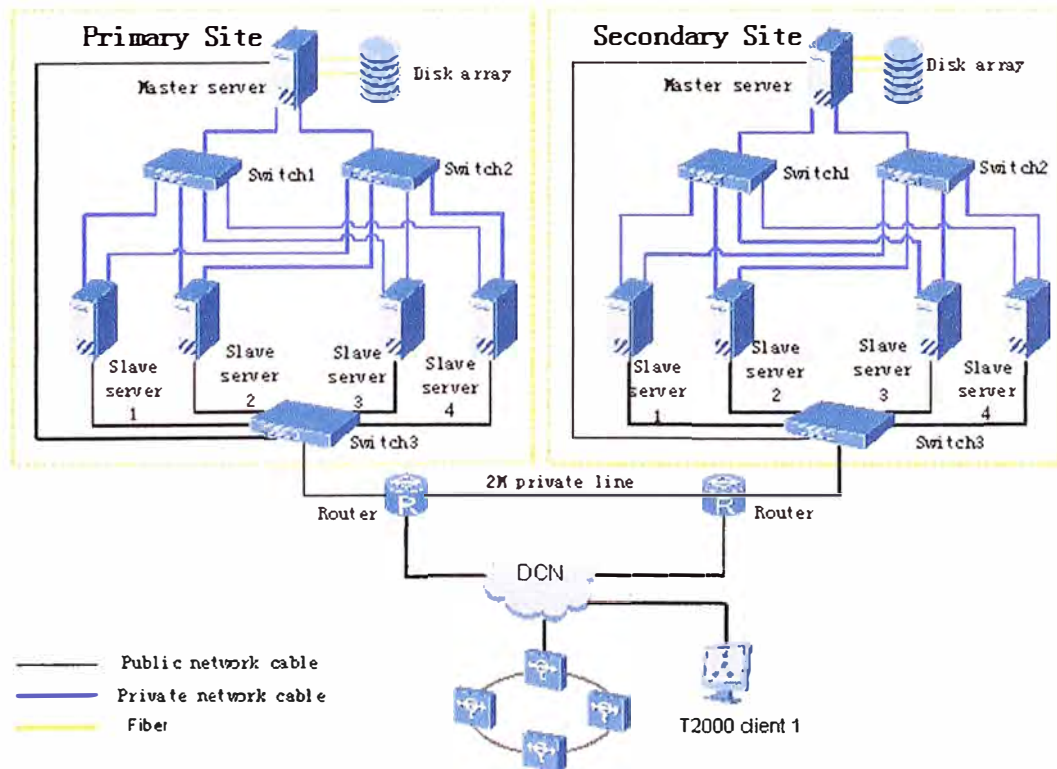 Primary Site
Disk array
Master server
Switch1
Switch2
Slave
server
1
Slave
server
2
Slave
server
3
Slave
server
4
Switch3
Secondary Site
Disk array
Master server
Switch1
Switch2
Slave
server
1
Slave
server
2
Slave
server
3
Slave
server
4
Switch3
2M private line
Router
R
R
Router
DCN
T2000 client 1
Public network cable
Private network cable
Fiber